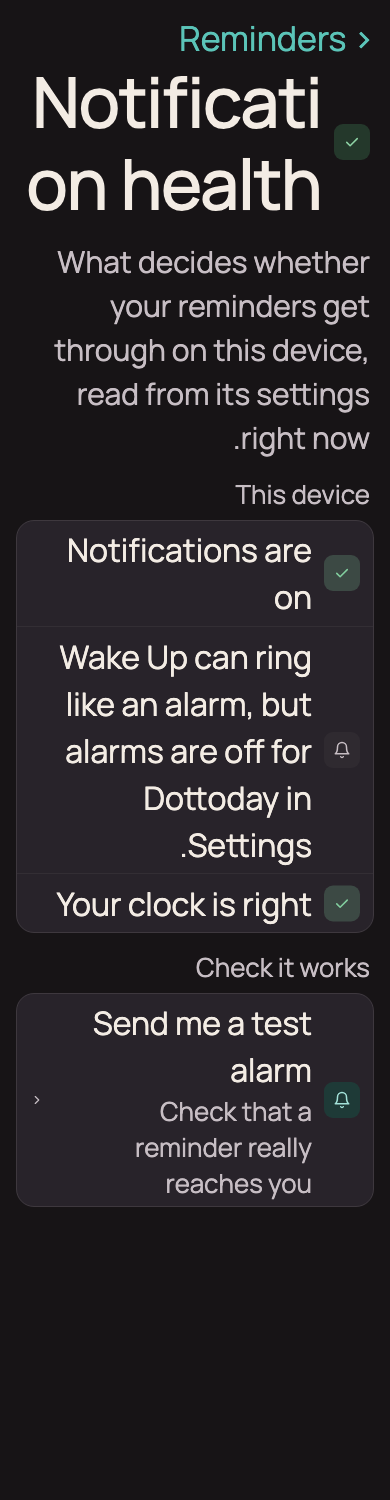 Reminders
Notificati
on health
What decides whether
your reminders get
through on this device,
read from its settings
.right now
This device
Notifications are
on
Wake Up can ring
like an alarm, but
alarms are off for
Dottoday in
.Settings
Your clock is right
Check it works
Send me a test
alarm
Check that a
reminder really
reaches you